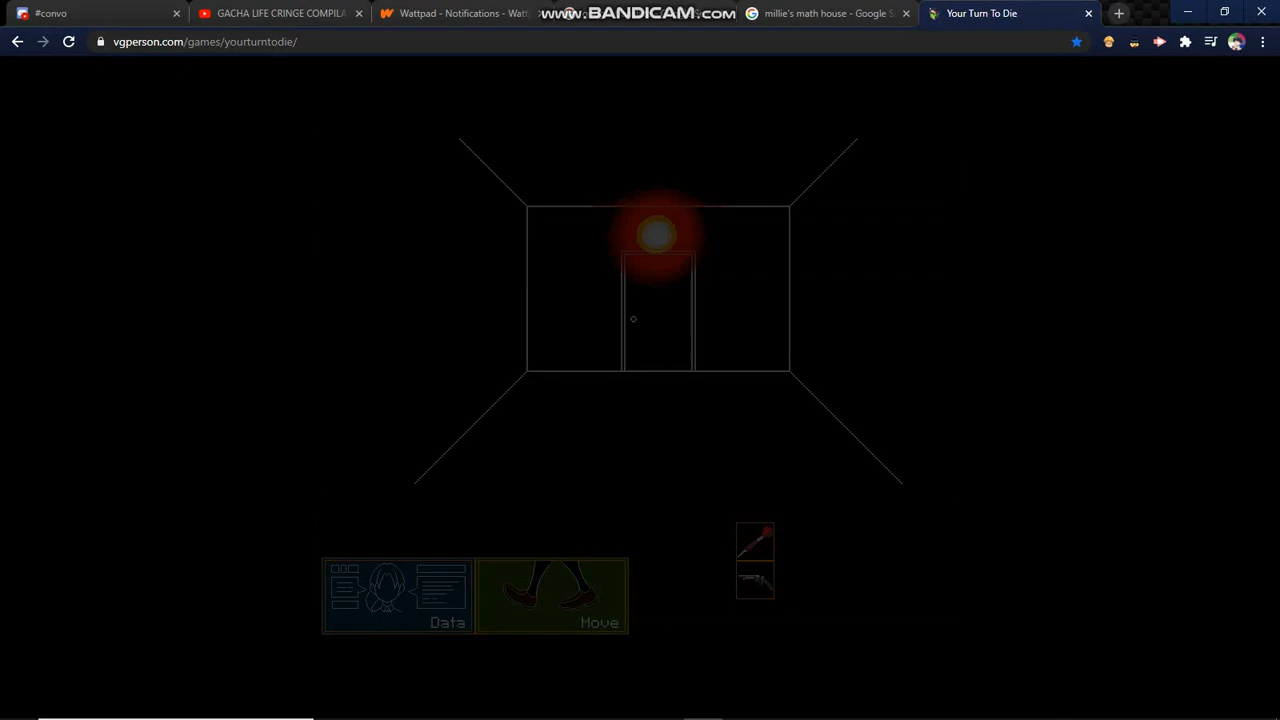 #convo
GACHA LIFE CRINGE COMPILA
Wattpad - Notifications - Watt
www.BANDICAM.com
millie's math house - Google S
Your Turn To Die
vgperson.com/games/yourturntodie/
Data
Move